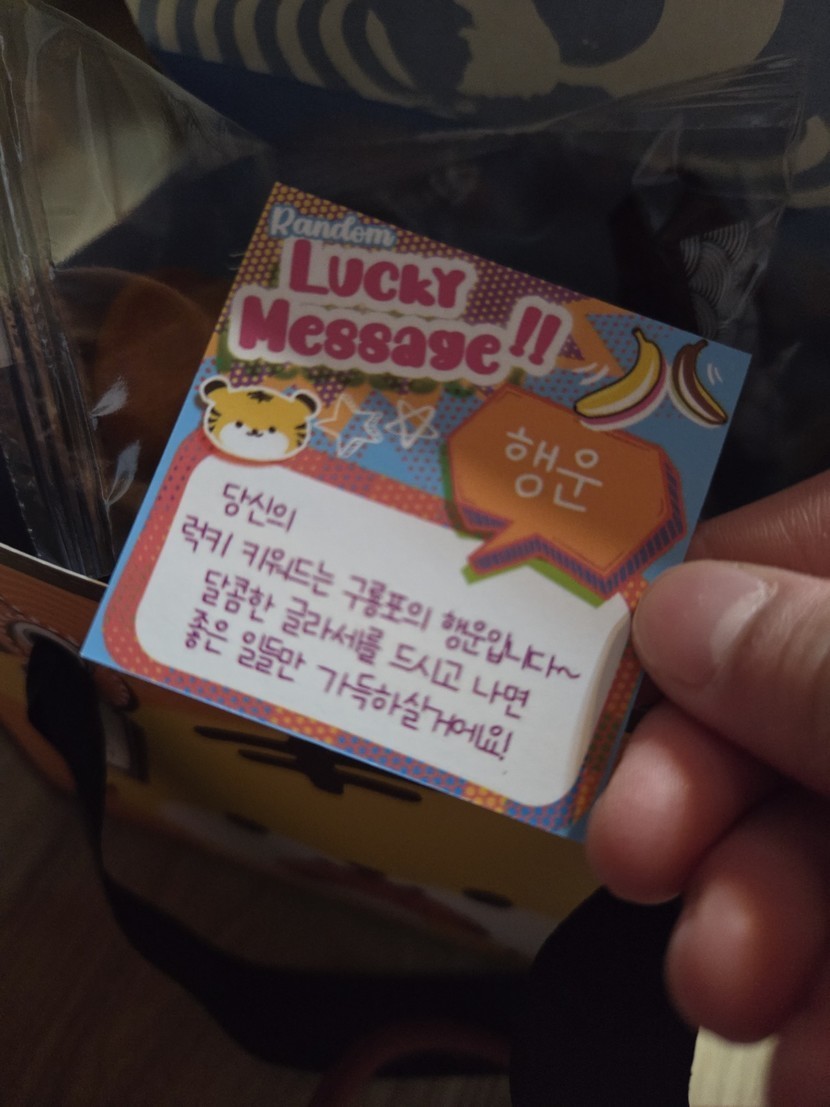 Random
Lucky
Message!!
행운
당신의
럭키 키워드는 구룡포의 행운입니다~
달콤한 글라세를 드시고 나면
좋은 일들만 가득하실거에요!